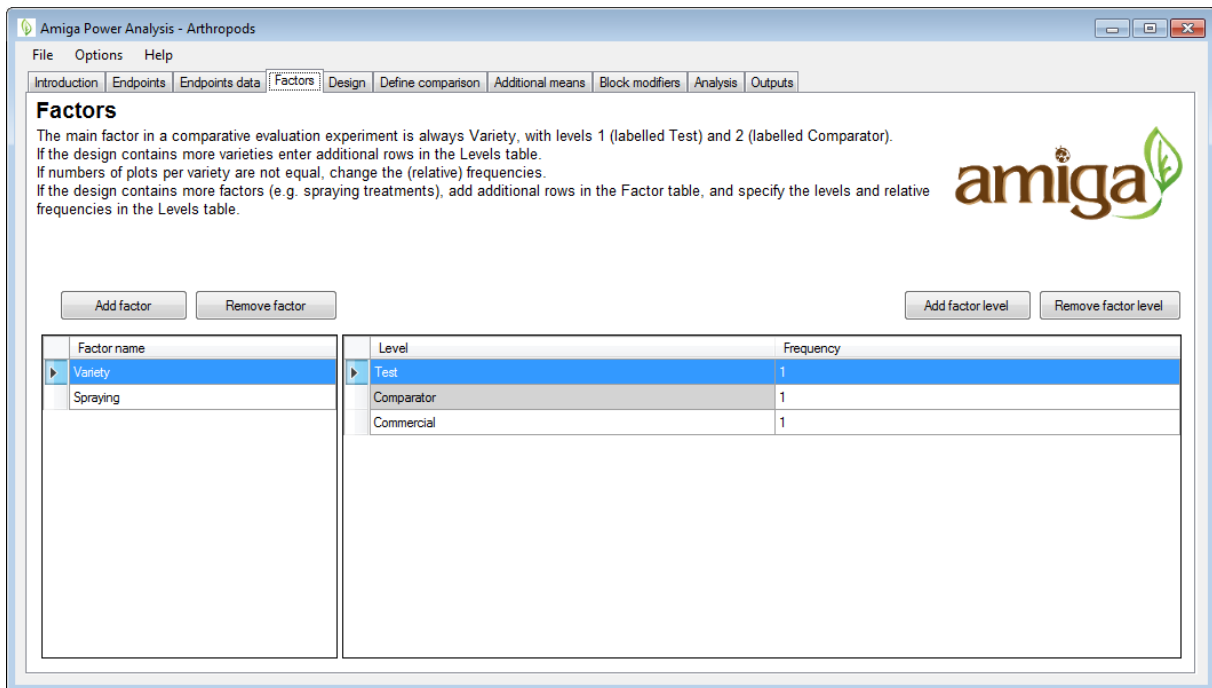 Amiga Power Analysis - Arthropods
File Options Help
Introduction Endpoints Endpoints data Factors Design Define comparison Additional means Block modifiers Analysis Outputs
Factors
The main factor in a comparative evaluation experiment is always Variety, with levels 1 (labelled Test) and 2 (labelled Comparator).
If the design contains more varieties enter additional rows in the Levels table.
If numbers of plots per variety are not equal, change the (relative) frequencies.
If the design contains more factors (e.g. spraying treatments), add additional rows in the Factor table, and specify the levels and relative
frequencies in the Levels table.
amiga
Add factor Remove factor Add factor level Remove factor level
Factor name Level Frequency
Variety Test 1
Spraying Comparator 1
Commercial 1